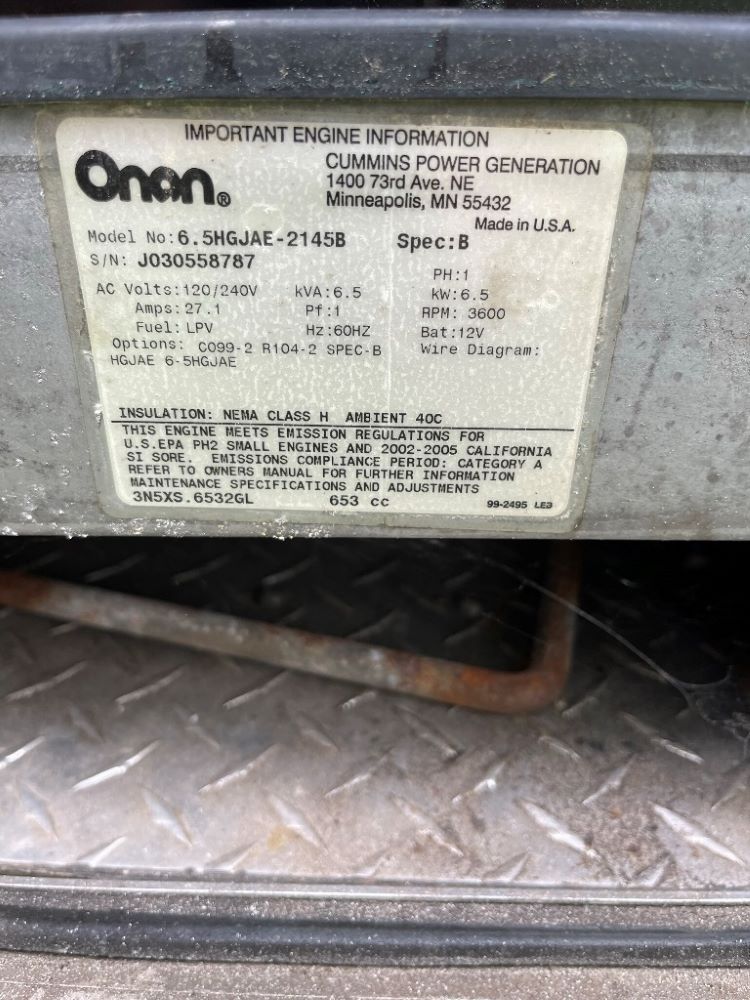 IMPORTANT ENGINE INFORMATION
Onan®
CUMMINS POWER GENERATION
1400 73rd Ave. NE
Minneapolis, MN 55432
Made in U.S.A.
Model No:6.5HGJAE-2145B Spec:B
S/N: J030558787
PH:1
AC Volts:120/240V kVA:6.5 kW:6.5
Amps:27.1 Pf:1 RPM: 3600
Fuel:LPV Hz:60HZ Bat:12V
Options: C099-2 R104-2 SPEC-B Wire Diagram:
HGJAE 6-5HGJAE
INSULATION: NEMA CLASS H AMBIENT 40C
THIS ENGINE MEETS EMISSION REGULATIONS FOR
U.S.EPA PH2 SMALL ENGINES AND 2002-2005 CALIFORNIA
SI SORE. EMISSIONS COMPLIANCE PERIOD: CATEGORY A
REFER TO OWNERS MANUAL FOR FURTHER INFORMATION
MAINTENANCE SPECIFICATIONS AND ADJUSTMENTS
3N5XS.6532GL 653 cc
99-2495 LE3